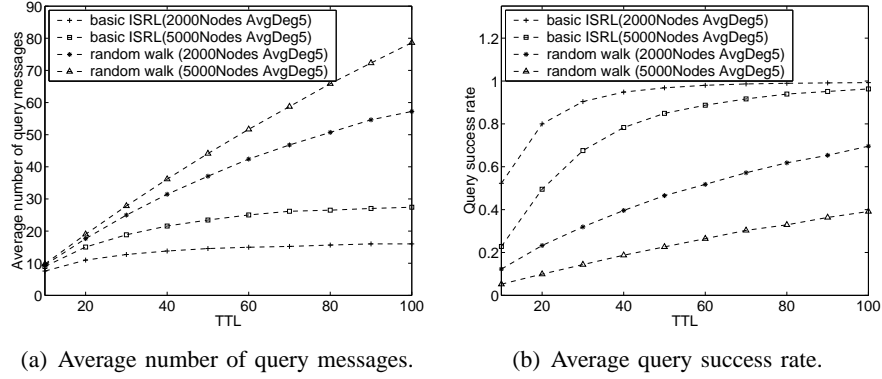 basic ISRL(2000Nodes AvgDeg5)
basic ISRL(5000Nodes AvgDeg5)
random walk (2000Nodes AvgDeg5)
random walk (5000Nodes AvgDeg5)
Average number of query messages
90
80
70
60
50
40
30
20
10
0
20
40
60
80
100
TTL
(a) Average number of query messages.
basic ISRL(2000Nodes AvgDeg5)
basic ISRL(5000Nodes AvgDeg5)
random walk (2000Nodes AvgDeg5)
random walk (5000Nodes AvgDeg5)
Query success rate
1.2
1
0.8
0.6
0.4
0.2
0
20
40
60
80
100
TTL
(b) Average query success rate.